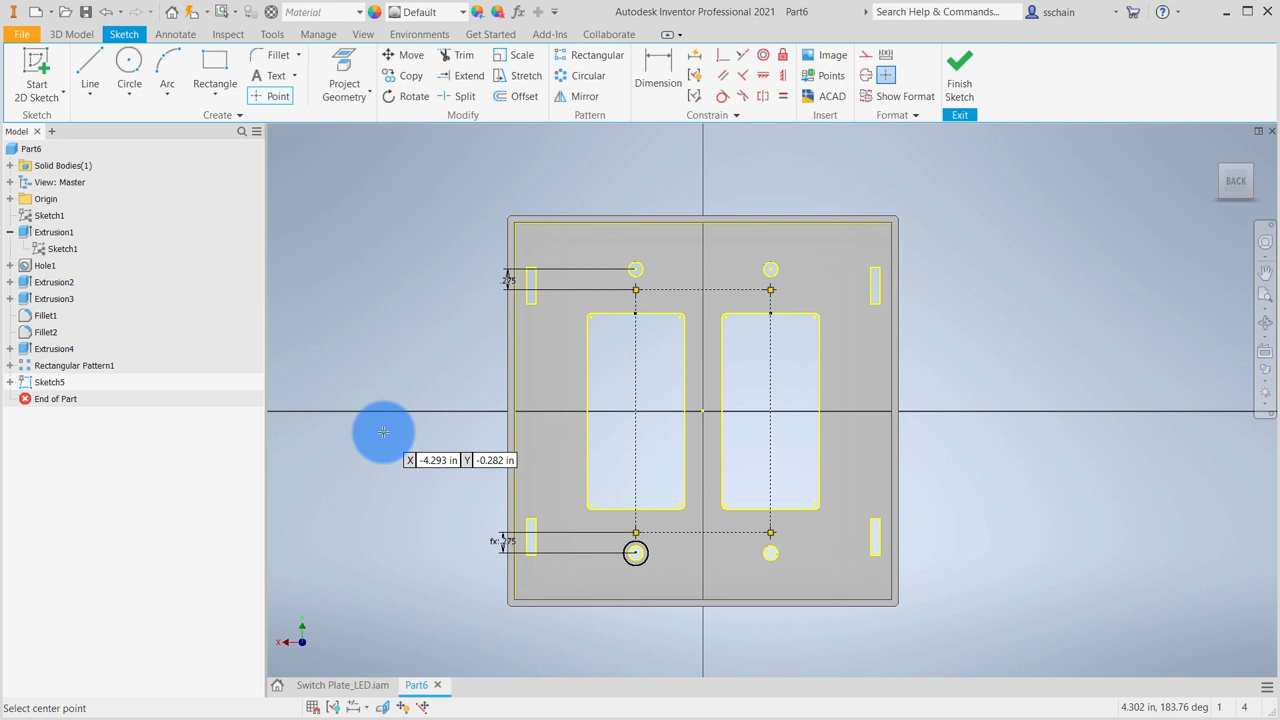 Material
Default
Autodesk Inventor Professional 2021 Part6
Search Help & Commands...
sschain
File 3D Model Sketch Annotate Inspect Tools Manage View Environments Get Started Add-Ins Collaborate
Start
2D Sketch
Line
Circle
Arc
Rectangle
Fillet
Text
Point
Project
Geometry
Move
Copy
Rotate
Trim
Extend
Split
Scale
Stretch
Offset
Rectangular
Circular
Mirror
Dimension
Image
Points
ACAD
Show Format
Finish
Sketch
Sketch Create Modify Pattern Constrain Insert Format Exit
Model
Part6
Solid Bodies(1)
View: Master
Origin
Sketch1
Extrusion1
Sketch1
Hole1
Extrusion2
Extrusion3
Fillet1
Fillet2
Extrusion4
Rectangular Pattern1
Sketch5
End of Part
BACK
.275
X -4.293 in Y -0.282 in
fx:.275
X
Switch Plate_LED.iam Part6
Select center point
4.302 in, 183.76 deg 1 4